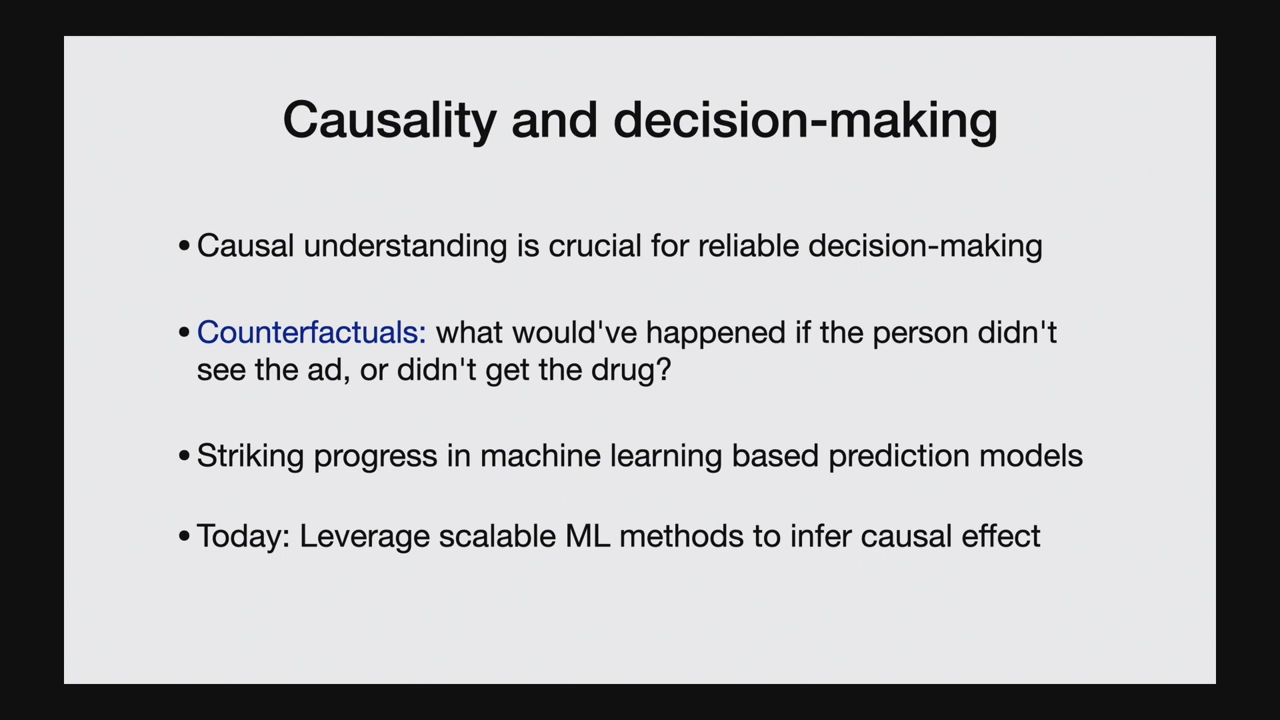 Causality and decision-making
• Causal understanding is crucial for reliable decision-making
• Counterfactuals: what would've happened if the person didn't
see the ad, or didn't get the drug?
• Striking progress in machine learning based prediction models
• Today: Leverage scalable ML methods to infer causal effect